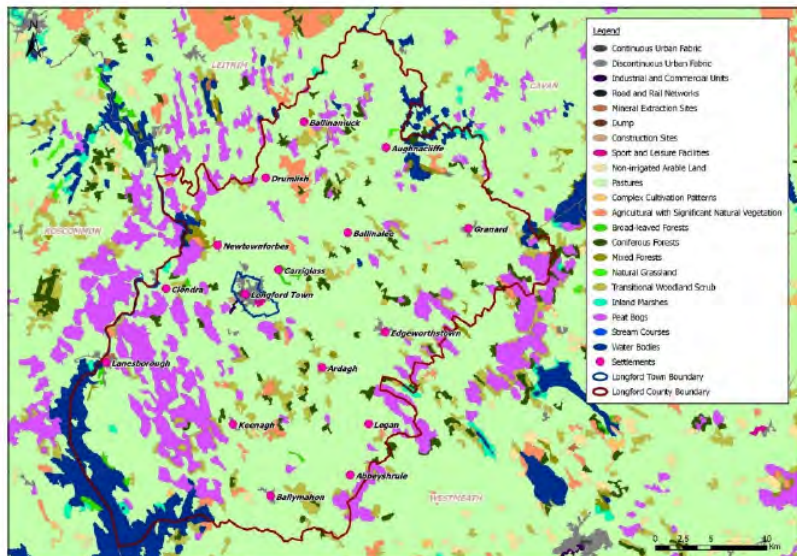 N
LEITRIM
CAVAN
Ballinamuck
Aughnacliffe
Drumlish
ROSCOMMON
Ballinalee
Granard
Newtownforbes
Carriglass
Clondra
Longford Town
Edgeworthstown
Lanesborough
Ardagh
Keenagh
Legan
Abbeyshrule
Ballymahon
WESTMEATH
Legend
Continuous Urban Fabric
Discontinuous Urban Fabric
Industrial and Commercial Units
Road and Rail Networks
Mineral Extraction Sites
Dump
Construction Sites
Sport and Leisure Facilities
Non-irrigated Arable Land
Pastures
Complex Cultivation Patterns
Agricultural with Significant Natural Vegetation
Broad-leaved Forests
Coniferous Forests
Mixed Forests
Natural Grassland
Transitional Woodland Scrub
Inland Marshes
Peat Bogs
Stream Courses
Water Bodies
Settlements
Longford Town Boundary
Longford County Boundary
0 2.5 5 10
Km